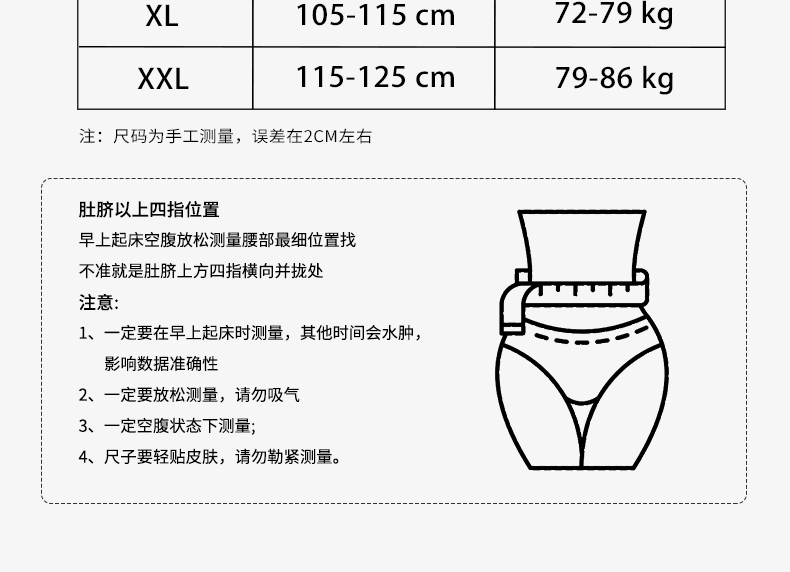 XL 105-115 cm 72-79 kg
XXL 115-125 cm 79-86 kg
注：尺码为手工测量，误差在2CM左右
肚脐以上四指位置
早上起床空腹放松测量腰部最细位置找
不准就是肚脐上方四指横向并拢处
注意:
1、一定要在早上起床时测量，其他时间会水肿，
影响数据准确性
2、一定要放松测量，请勿吸气
3、一定空腹状态下测量;
4、尺子要轻贴皮肤，请勿勒紧测量。